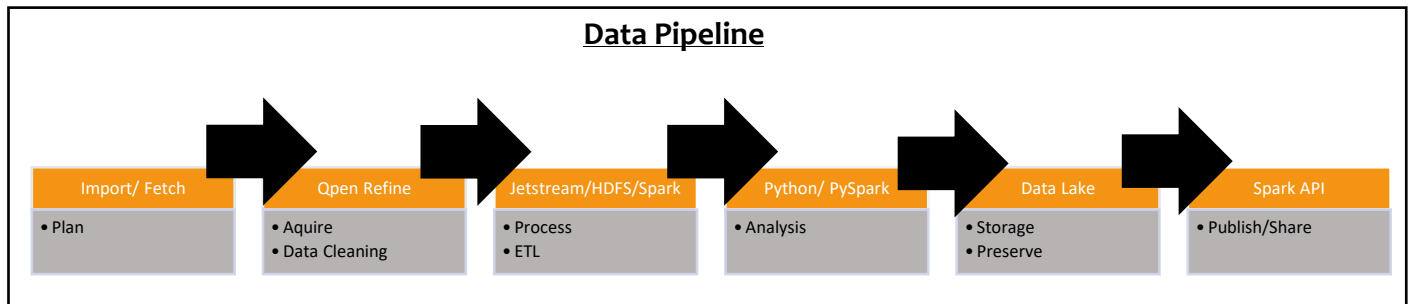 Data Pipeline
Import/ Fetch
• Plan
Qpen Refine
• Aquire
• Data Cleaning
Jetstream/HDFS/Spark
• Process
• ETL
Python/ PySpark
• Analysis
Data Lake
• Storage
• Preserve
Spark API
• Publish/Share